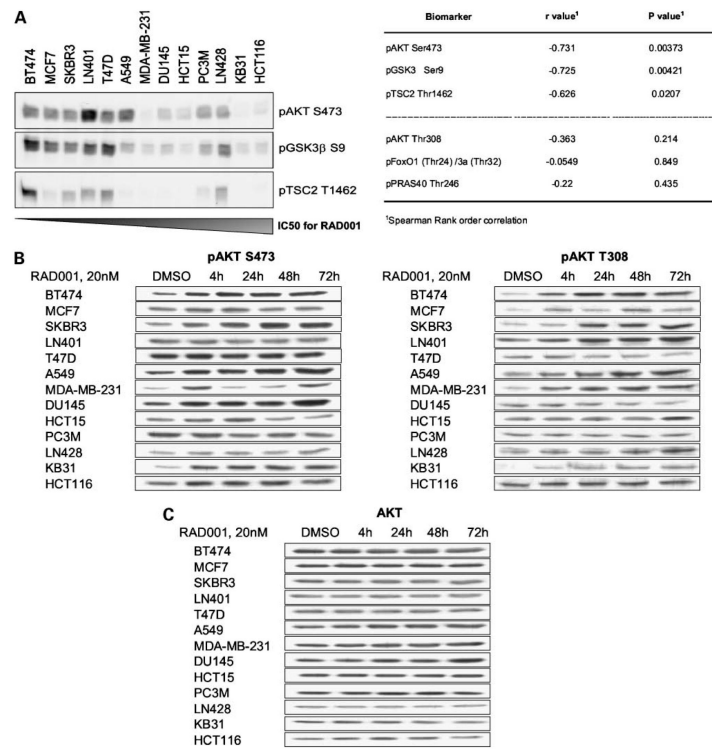 A
BT474
MCF7
SKBR3
LN401
T47D
A549
MDA-MB-231
DU145
HCT15
PC3M
LN428
KB31
HCT116
pAKT S473
pGSK3β S9
pTSC2 T1462
IC50 for RAD001
Biomarker r value¹ P value¹
pAKT Ser473 -0.731 0.00373
pGSK3 Ser9 -0.725 0.00421
pTSC2 Thr1462 -0.626 0.0207
pAKT Thr308 -0.363 0.214
pFoxO1 (Thr24) /3a (Thr32) -0.0549 0.849
pPRAS40 Thr246 -0.22 0.435
¹Spearman Rank order correlation
B
pAKT S473
RAD001, 20nM DMSO 4h 24h 48h 72h
BT474
MCF7
SKBR3
LN401
T47D
A549
MDA-MB-231
DU145
HCT15
PC3M
LN428
KB31
HCT116
pAKT T308
RAD001, 20nM DMSO 4h 24h 48h 72h
BT474
MCF7
SKBR3
LN401
T47D
A549
MDA-MB-231
DU145
HCT15
PC3M
LN428
KB31
HCT116
C
AKT
RAD001, 20nM DMSO 4h 24h 48h 72h
BT474
MCF7
SKBR3
LN401
T47D
A549
MDA-MB-231
DU145
HCT15
PC3M
LN428
KB31
HCT116